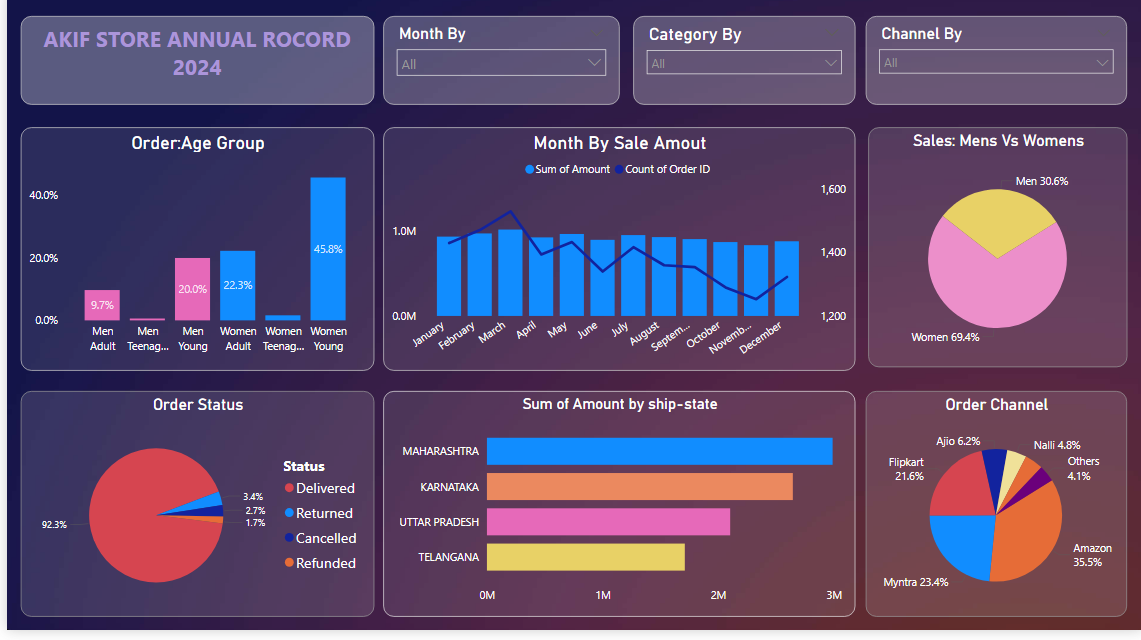 AKIF STORE ANNUAL ROCORD
2024
Month By
All
Category By
All
Channel By
All
Order:Age Group
40.0%
20.0%
0.0%
9.7%
20.0%
22.3%
45.8%
Men
Adult
Men
Teenag...
Men
Young
Women
Adult
Women
Teenag...
Women
Young
Month By Sale Amout
Sum of Amount
Count of Order ID
1.0M
0.0M
1,600
1,400
1,200
January
February
March
April
May
June
July
August
Septem...
October
Novemb...
December
Sales: Mens Vs Womens
Men 30.6%
Women 69.4%
Order Status
92.3%
3.4%
2.7%
1.7%
Status
Delivered
Returned
Cancelled
Refunded
Sum of Amount by ship-state
MAHARASHTRA
KARNATAKA
UTTAR PRADESH
TELANGANA
0M
1M
2M
3M
Order Channel
Ajio 6.2%
Nalli 4.8%
Others
4.1%
Flipkart
21.6%
Amazon
35.5%
Myntra 23.4%